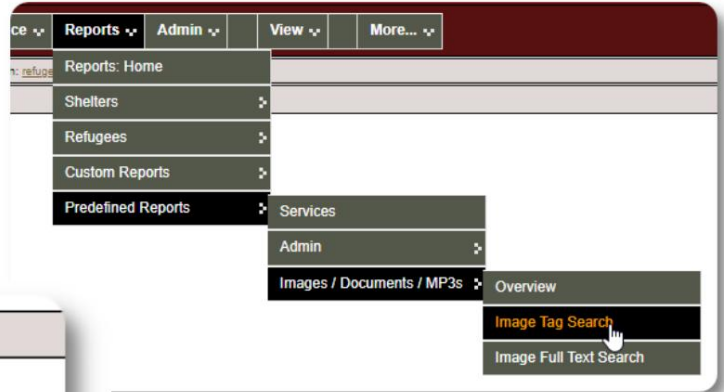 ce Reports Admin View More...
n: refuge
Reports: Home
Shelters
Refugees
Custom Reports
Predefined Reports
Services
Admin
Images / Documents / MP3s
Overview
Image Tag Search
Image Full Text Search